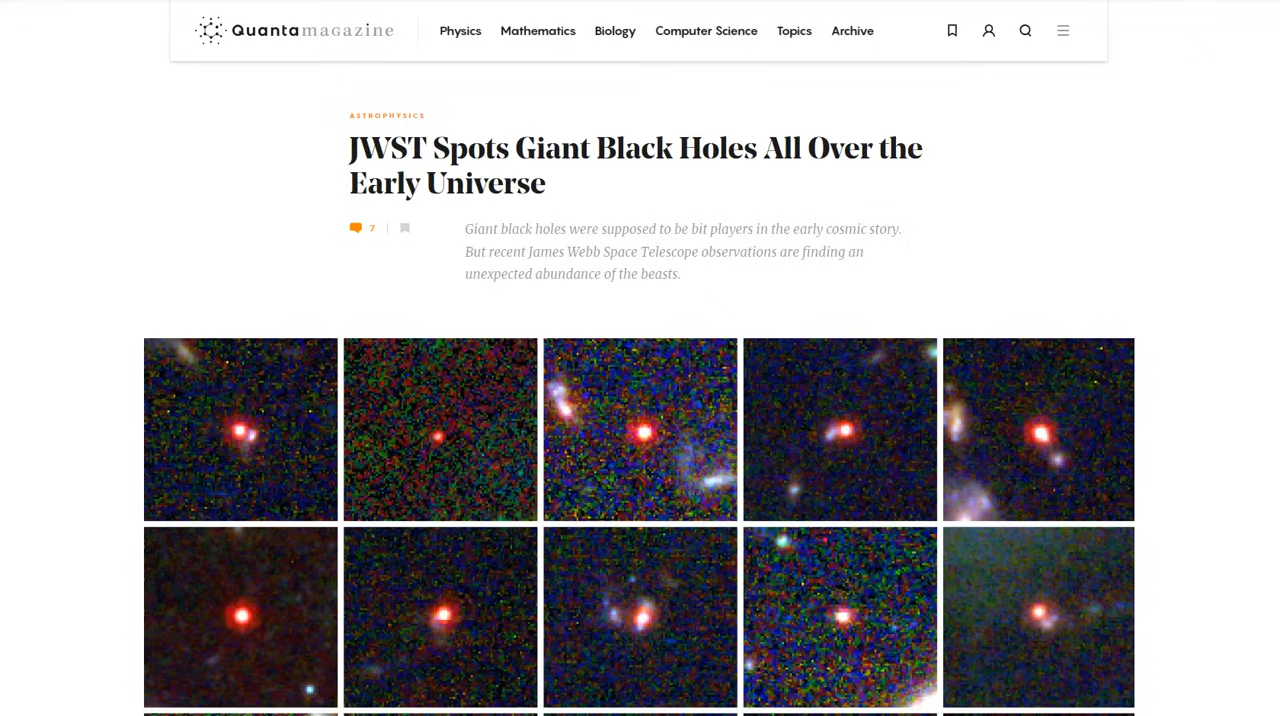 Quantamagazine
Physics Mathematics Biology Computer Science Topics Archive
ASTROPHYSICS
JWST Spots Giant Black Holes All Over the
Early Universe
7
Giant black holes were supposed to be bit players in the early cosmic story.
But recent James Webb Space Telescope observations are finding an
unexpected abundance of the beasts.